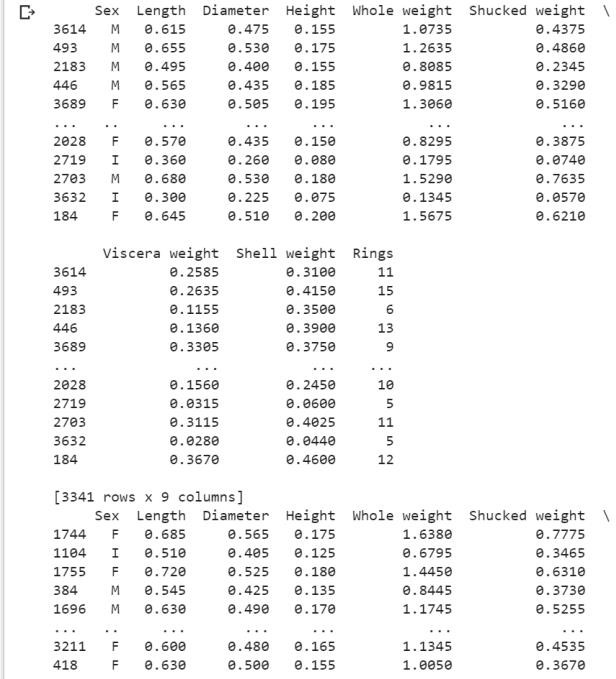 Sex Length Diameter Height Whole weight Shucked weight \
3614 M 0.615 0.475 0.155 1.0735 0.4375
493 M 0.655 0.530 0.175 1.2635 0.4860
2183 M 0.495 0.400 0.155 0.8085 0.2345
446 M 0.565 0.435 0.185 0.9815 0.3290
3689 F 0.630 0.505 0.195 1.3060 0.5160
... .. ... ... ... ... ...
2028 F 0.570 0.435 0.150 0.8295 0.3875
2719 I 0.360 0.260 0.080 0.1795 0.0740
2703 M 0.680 0.530 0.180 1.5290 0.7635
3632 I 0.300 0.225 0.075 0.1345 0.0570
184 F 0.645 0.510 0.200 1.5675 0.6210
Viscera weight Shell weight Rings
3614 0.2585 0.3100 11
493 0.2635 0.4150 15
2183 0.1155 0.3500 6
446 0.1360 0.3900 13
3689 0.3305 0.3750 9
... ... ... ...
2028 0.1560 0.2450 10
2719 0.0315 0.0600 5
2703 0.3115 0.4025 11
3632 0.0280 0.0440 5
184 0.3670 0.4600 12
[3341 rows x 9 columns]
Sex Length Diameter Height Whole weight Shucked weight \
1744 F 0.685 0.565 0.175 1.6380 0.7775
1104 I 0.510 0.405 0.125 0.6795 0.3465
1755 F 0.720 0.525 0.180 1.4450 0.6310
384 M 0.545 0.425 0.135 0.8445 0.3730
1696 M 0.630 0.490 0.170 1.1745 0.5255
... .. ... ... ... ... ...
3211 F 0.600 0.480 0.165 1.1345 0.4535
418 F 0.630 0.500 0.155 1.0050 0.3670